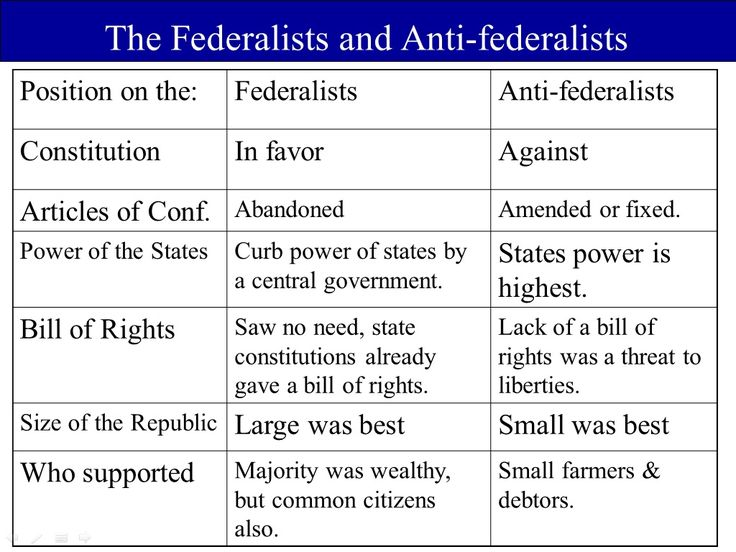 The Federalists and Anti-federalists
Position on the:
Federalists
Anti-federalists
Constitution
In favor
Against
Articles of Conf.
Abandoned
Amended or fixed.
Power of the States
Curb power of states by
a central government.
States power is
highest.
Bill of Rights
Saw no need, state
constitutions already
gave a bill of rights.
Lack of a bill of
rights was a threat to
liberties.
Size of the Republic
Large was best
Small was best
Who supported
Majority was wealthy,
but common citizens
also.
Small farmers &
debtors.